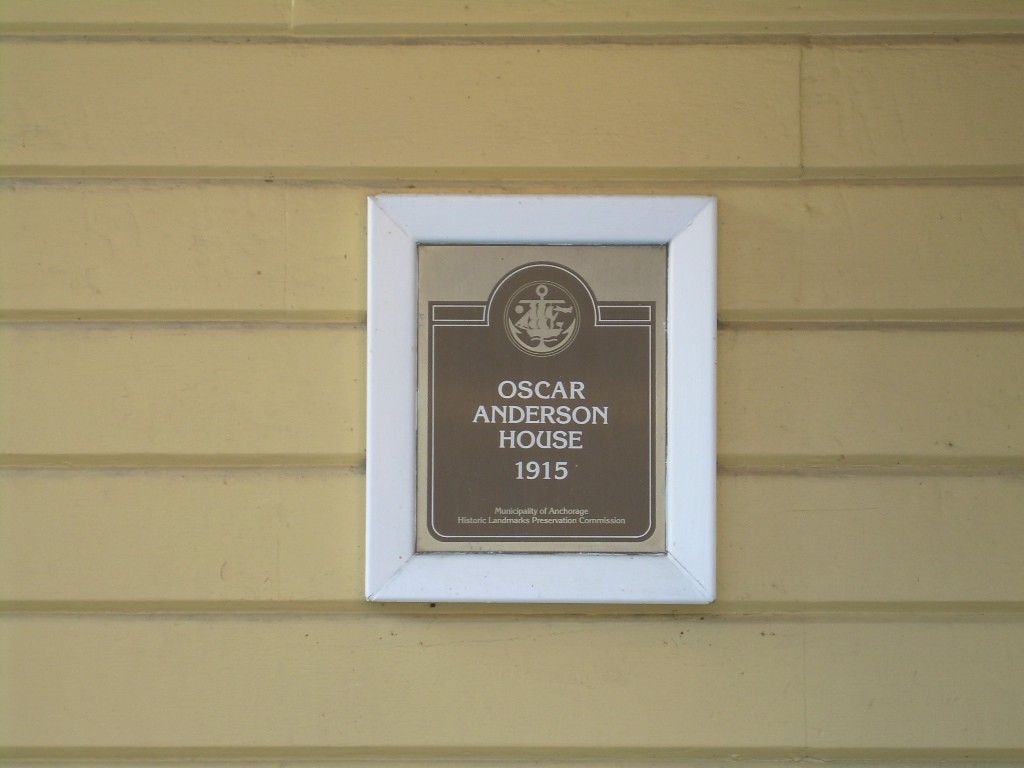 OSCAR
ANDERSON
HOUSE
1915
Municipality of Anchorage
Historic Landmarks Preservation Commission